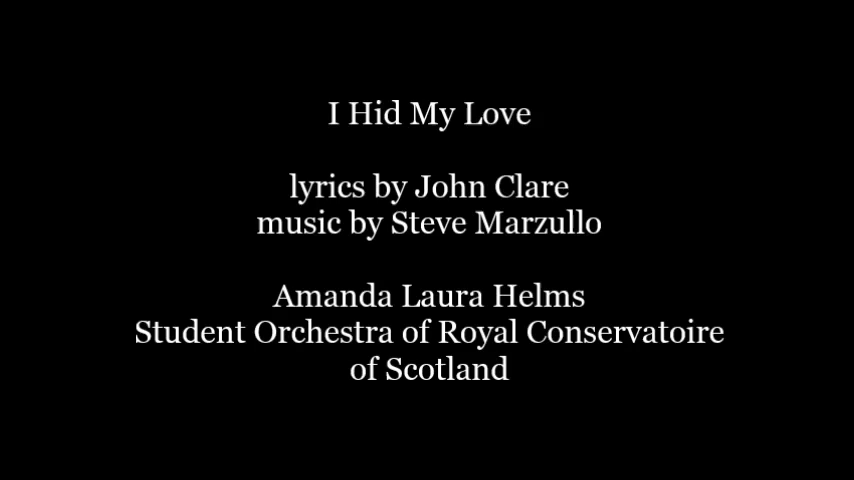 I Hid My Love
lyrics by John Clare
music by Steve Marzullo
Amanda Laura Helms
Student Orchestra of Royal Conservatoire
of Scotland